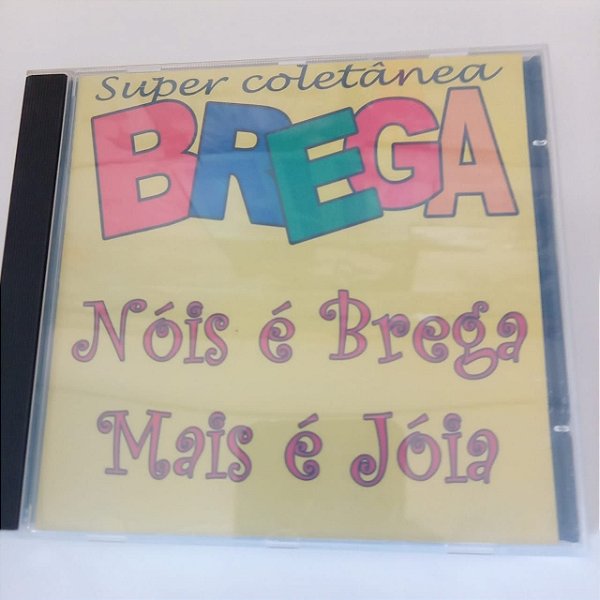 Super coletânea
BREGA
Nóis é Brega
Mais é Jóia